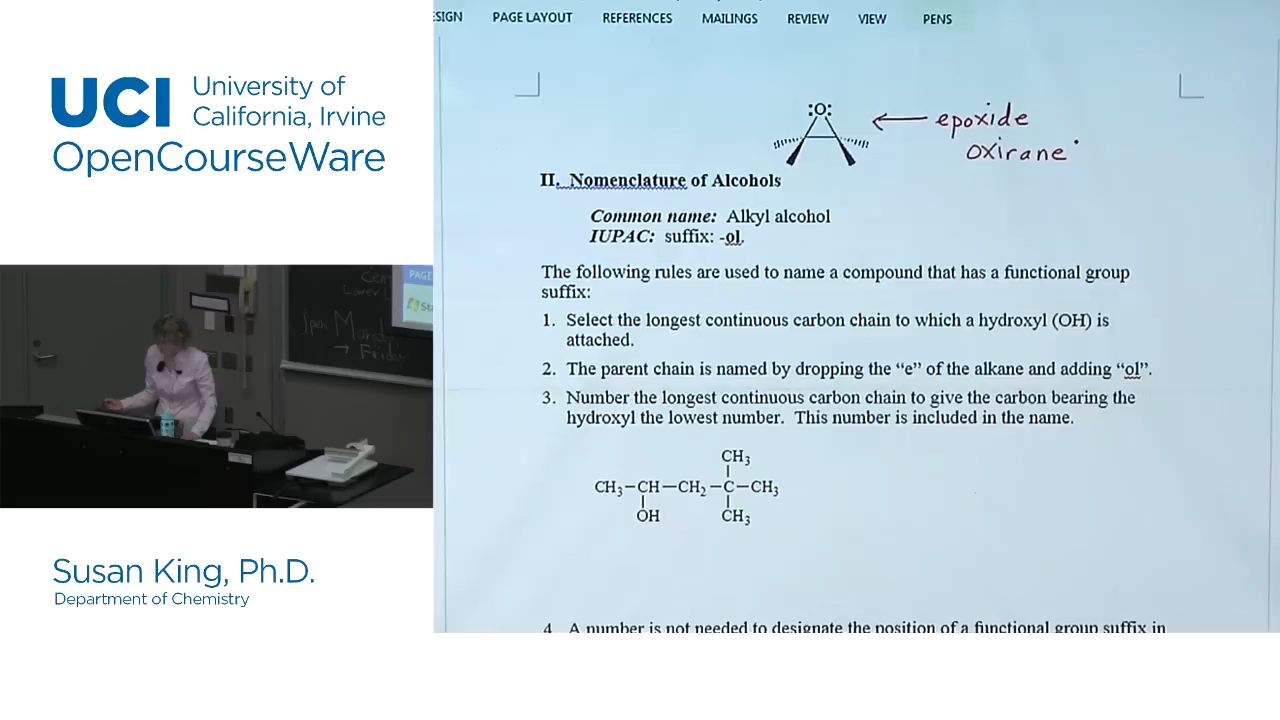 UCI University of
California, Irvine
OpenCourseWare
PAGE LAYOUT REFERENCES MAILINGS REVIEW VIEW PENS
:O:
epoxide
oxirane
II. Nomenclature of Alcohols
Common name: Alkyl alcohol
IUPAC: suffix: -ol.
The following rules are used to name a compound that has a functional group
suffix:
1. Select the longest continuous carbon chain to which a hydroxyl (OH) is
attached.
2. The parent chain is named by dropping the “e” of the alkane and adding “ol”.
3. Number the longest continuous carbon chain to give the carbon bearing the
hydroxyl the lowest number. This number is included in the name.
CH₃
CH₃–CH–CH₂–C–CH₃
OH CH₃
4. A number is not needed to designate the position of a functional group suffix in
PAGE
Susan King, Ph.D.
Department of Chemistry